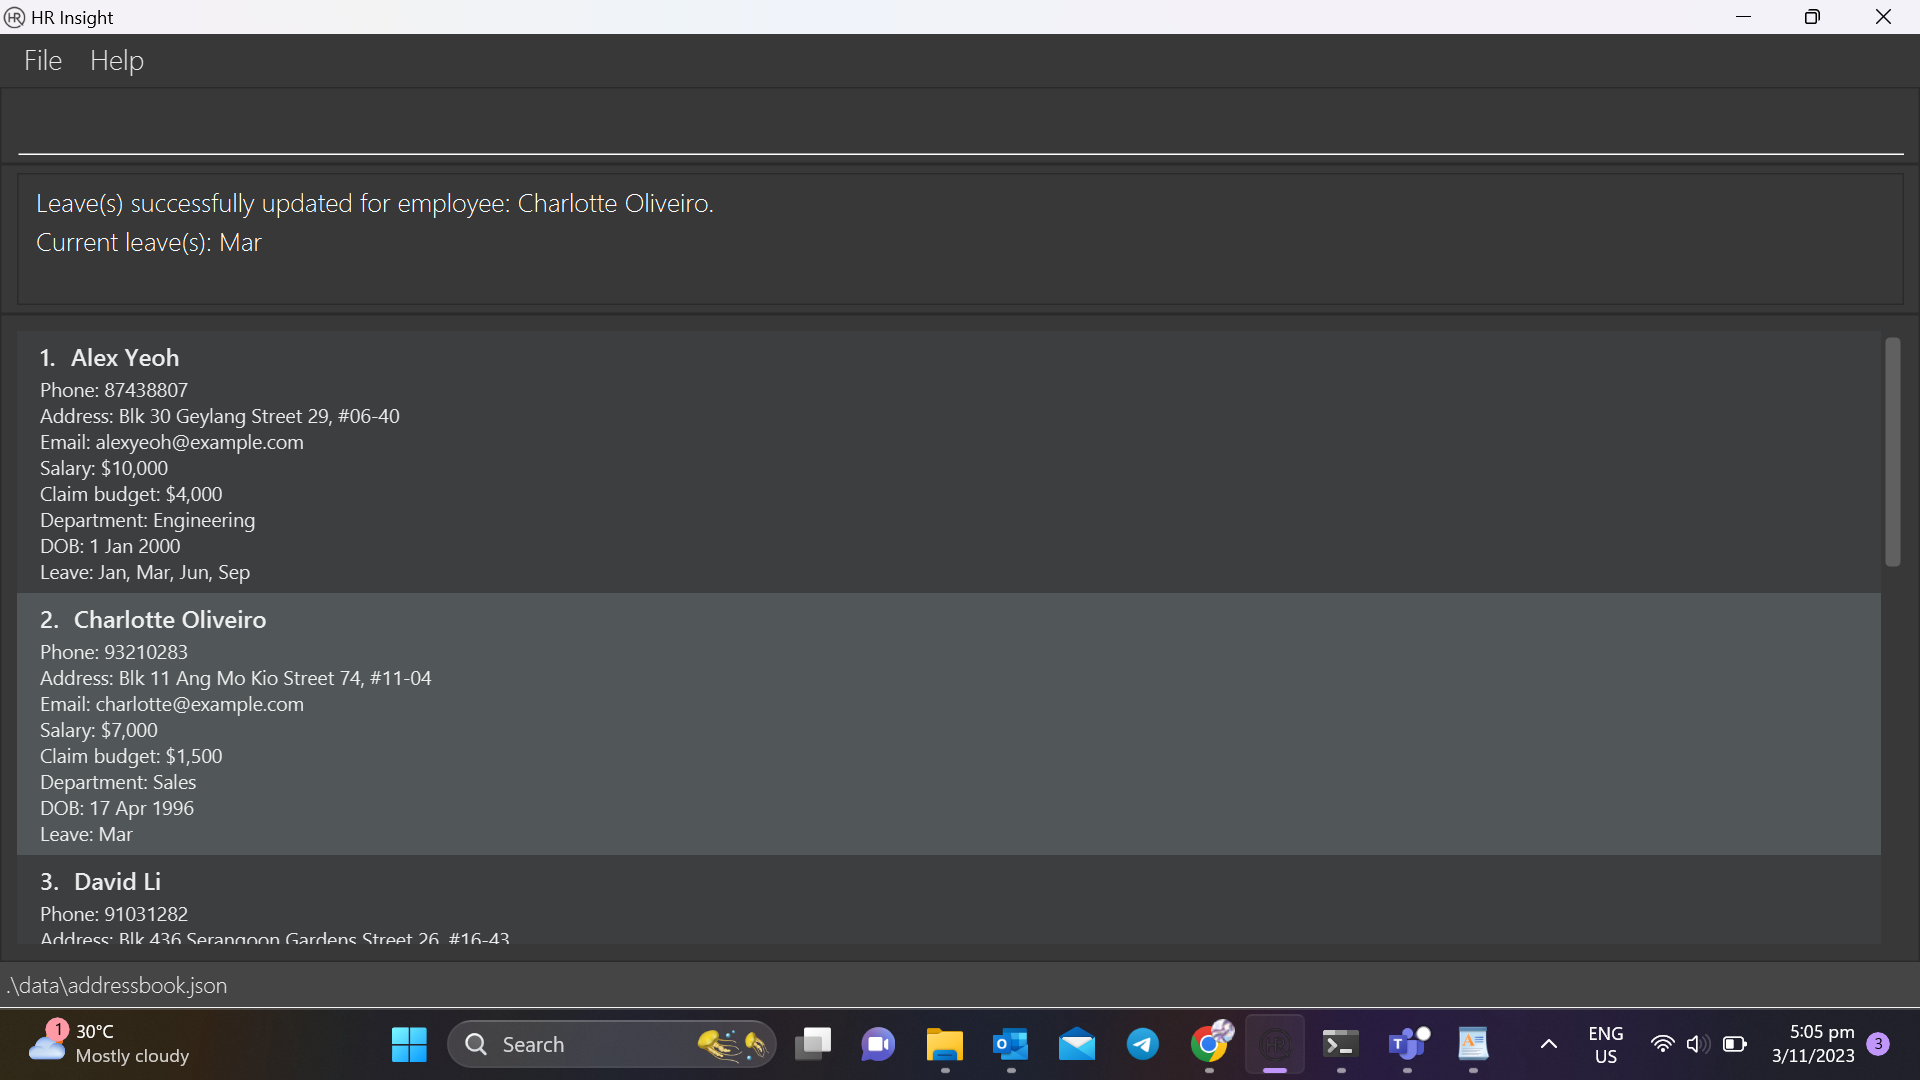 HR Insight
File Help
Leave(s) successfully updated for employee: Charlotte Oliveiro.
Current leave(s): Mar
1. Alex Yeoh
Phone: 87438807
Address: Blk 30 Geylang Street 29, #06-40
Email: alexyeoh@example.com
Salary: $10,000
Claim budget: $4,000
Department: Engineering
DOB: 1 Jan 2000
Leave: Jan, Mar, Jun, Sep
2. Charlotte Oliveiro
Phone: 93210283
Address: Blk 11 Ang Mo Kio Street 74, #11-04
Email: charlotte@example.com
Salary: $7,000
Claim budget: $1,500
Department: Sales
DOB: 17 Apr 1996
Leave: Mar
3. David Li
Phone: 91031282
Address: Blk 436 Serangoon Gardens Street 26, #16-43
.\data\addressbook.json
1
30°C
Mostly cloudy
Search
ENG
US
5:05 pm
3/11/2023
3